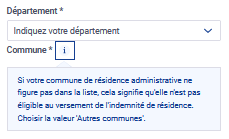 Département *
Indiquez votre département
Commune * i
Si votre commune de résidence administrative ne
figure pas dans la liste, cela signifie qu'elle n'est pas
éligible au versement de l'indemnité de résidence.
Choisir la valeur 'Autres communes'.